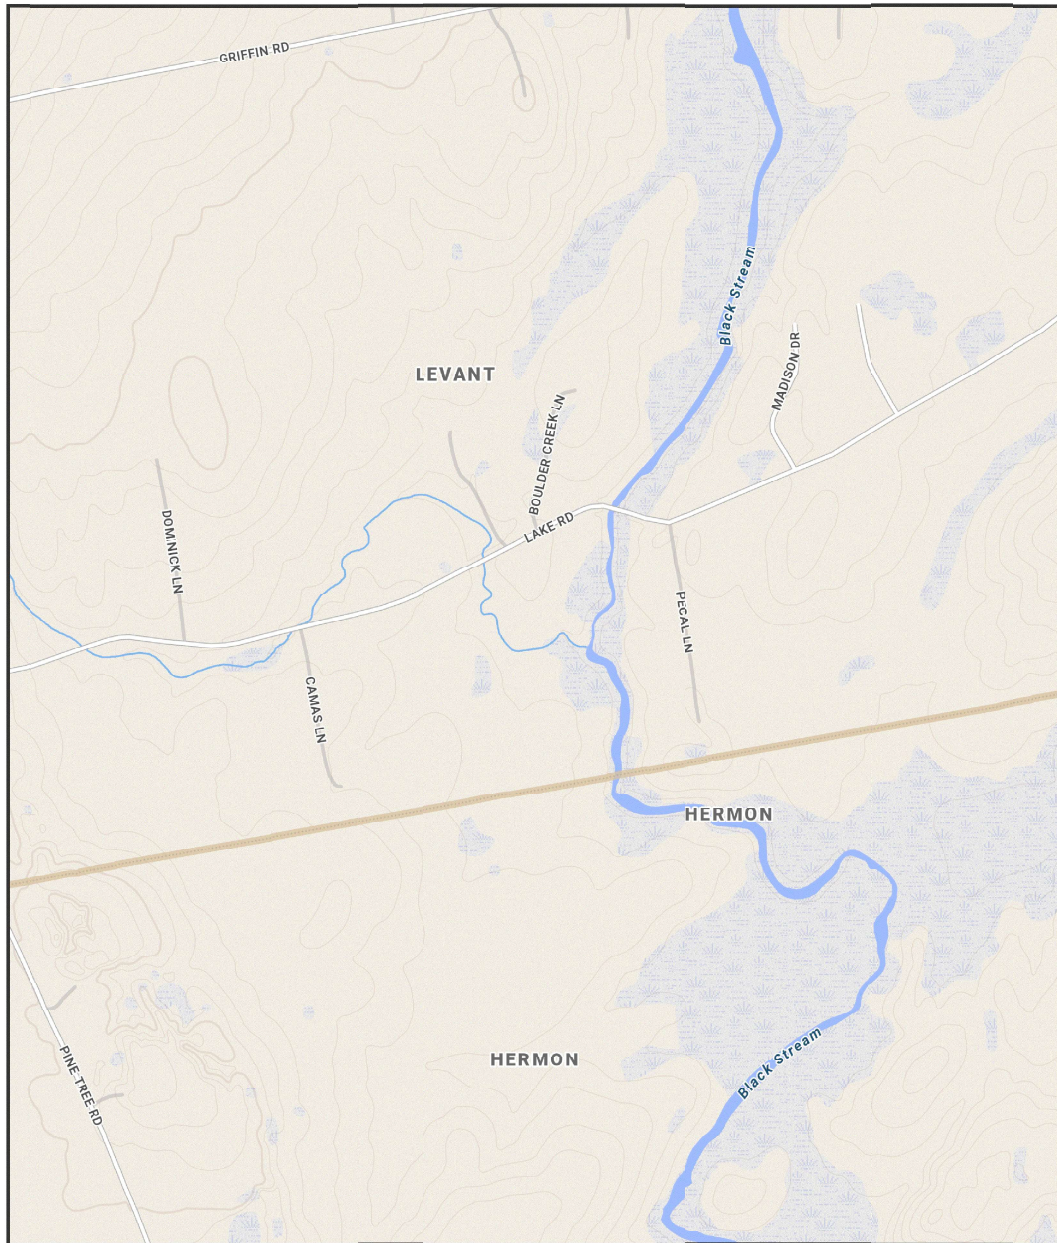 GRIFFIN RD
Black Stream
MADISON DR
LEVANT
BOULDER CREEK LN
LAKE RD
DOMINICK LN
PECAL LN
CAMAS LN
HERMON
HERMON
Black Stream
PINE TREE RD